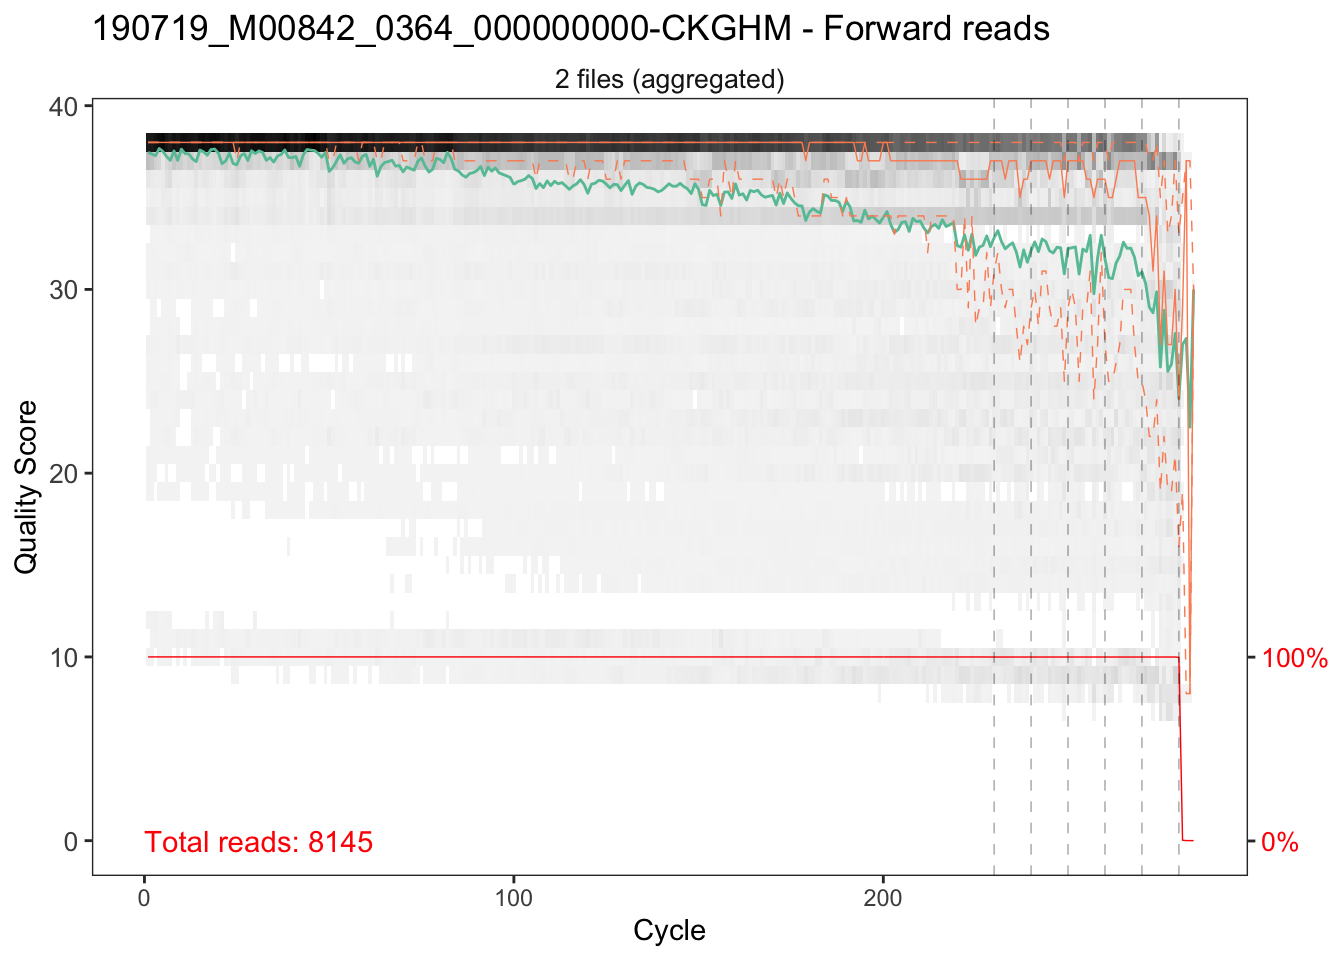 190719_M00842_0364_000000000-CKGHM - Forward reads
2 files (aggregated)
40
30
20
10
0
Quality Score
100%
0%
Total reads: 8145
0
100
200
Cycle